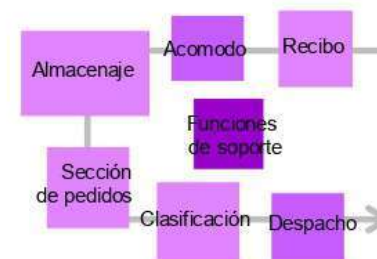 Acomodo
Recibo
Almacenaje
Funciones
de soporte
Sección
de pedidos
Clasificación
Despacho